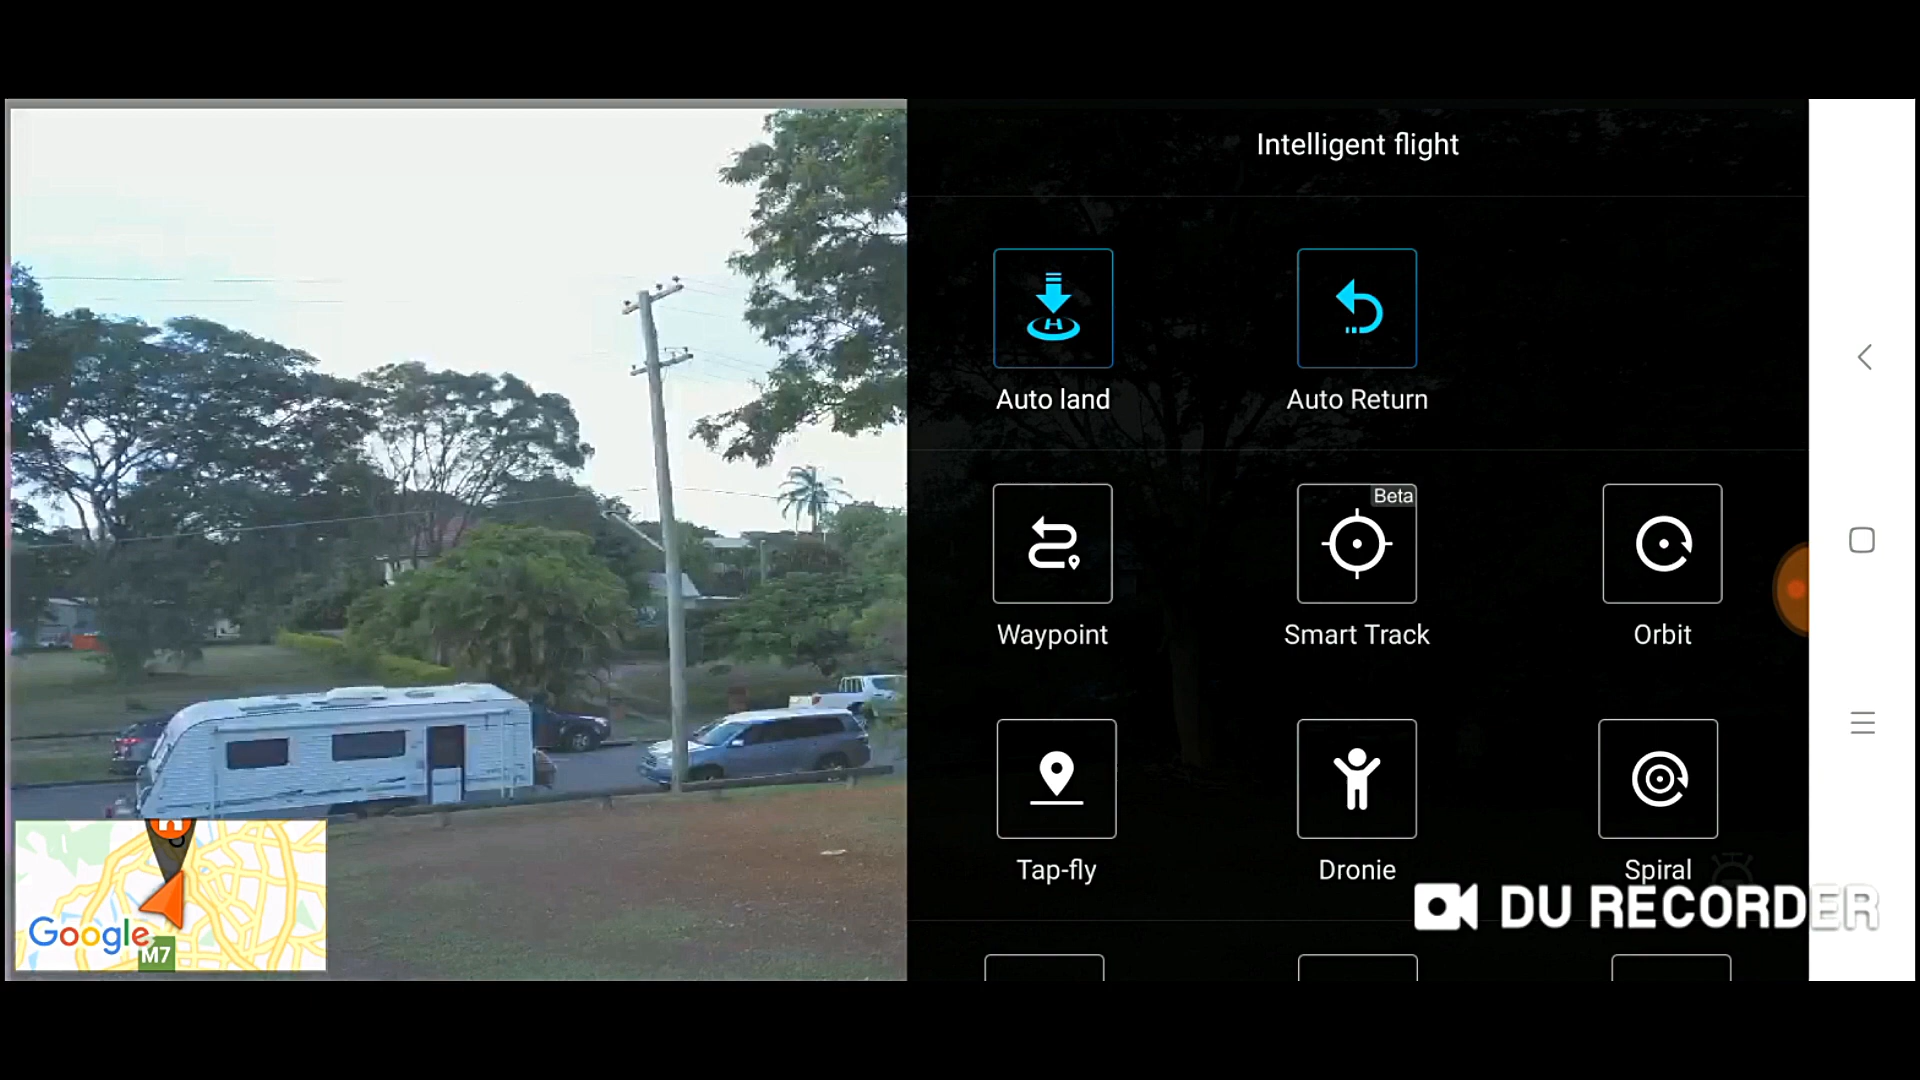 Intelligent flight
Auto land
Auto Return
Beta
Waypoint
Smart Track
Orbit
Tap-fly
Dronie
Spiral
DU RECORDER
Google
M7